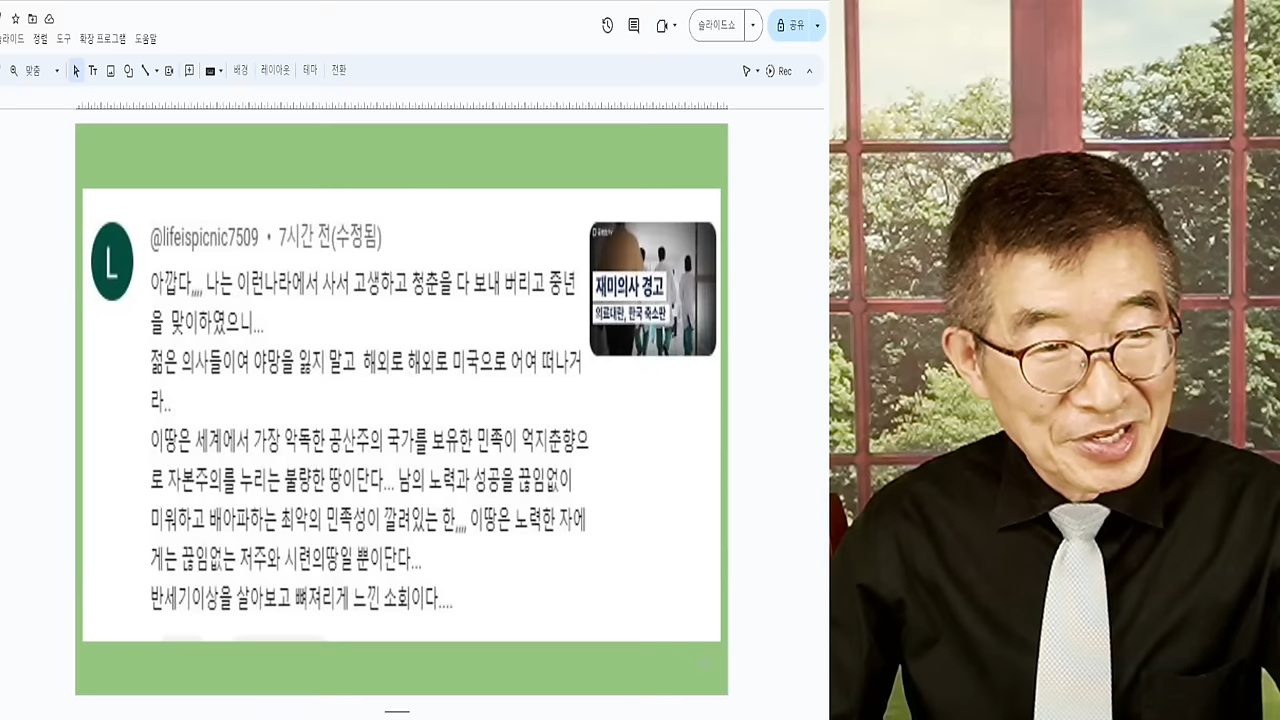 슬라이드쇼
공유
정렬 도구 확장 프로그램 도움말
맞춤
배경 레이아웃 테마 전환
Rec
L
@lifeispicnic7509 • 7시간 전(수정됨)
아깝다,,,, 나는 이런나라에서 사서 고생하고 청춘을 다 보내 버리고 중년
을 맞이하였으니...
젊은 의사들이여 야망을 잃지 말고 해외로 해외로 미국으로 어여 떠나거
라..
이땅은 세계에서 가장 악독한 공산주의 국가를 보유한 민족이 억지춘향으
로 자본주의를 누리는 불량한 땅이단다... 남의 노력과 성공을 끊임없이
미워하고 배아파하는 최악의 민족성이 깔려있는 한,,,, 이땅은 노력한 자에
게는 끊임없는 저주와 시련의땅일 뿐이단다...
반세기이상을 살아보고 뼈져리게 느낀 소회이다....
재미의사 경고
의료대란, 한국 축소판